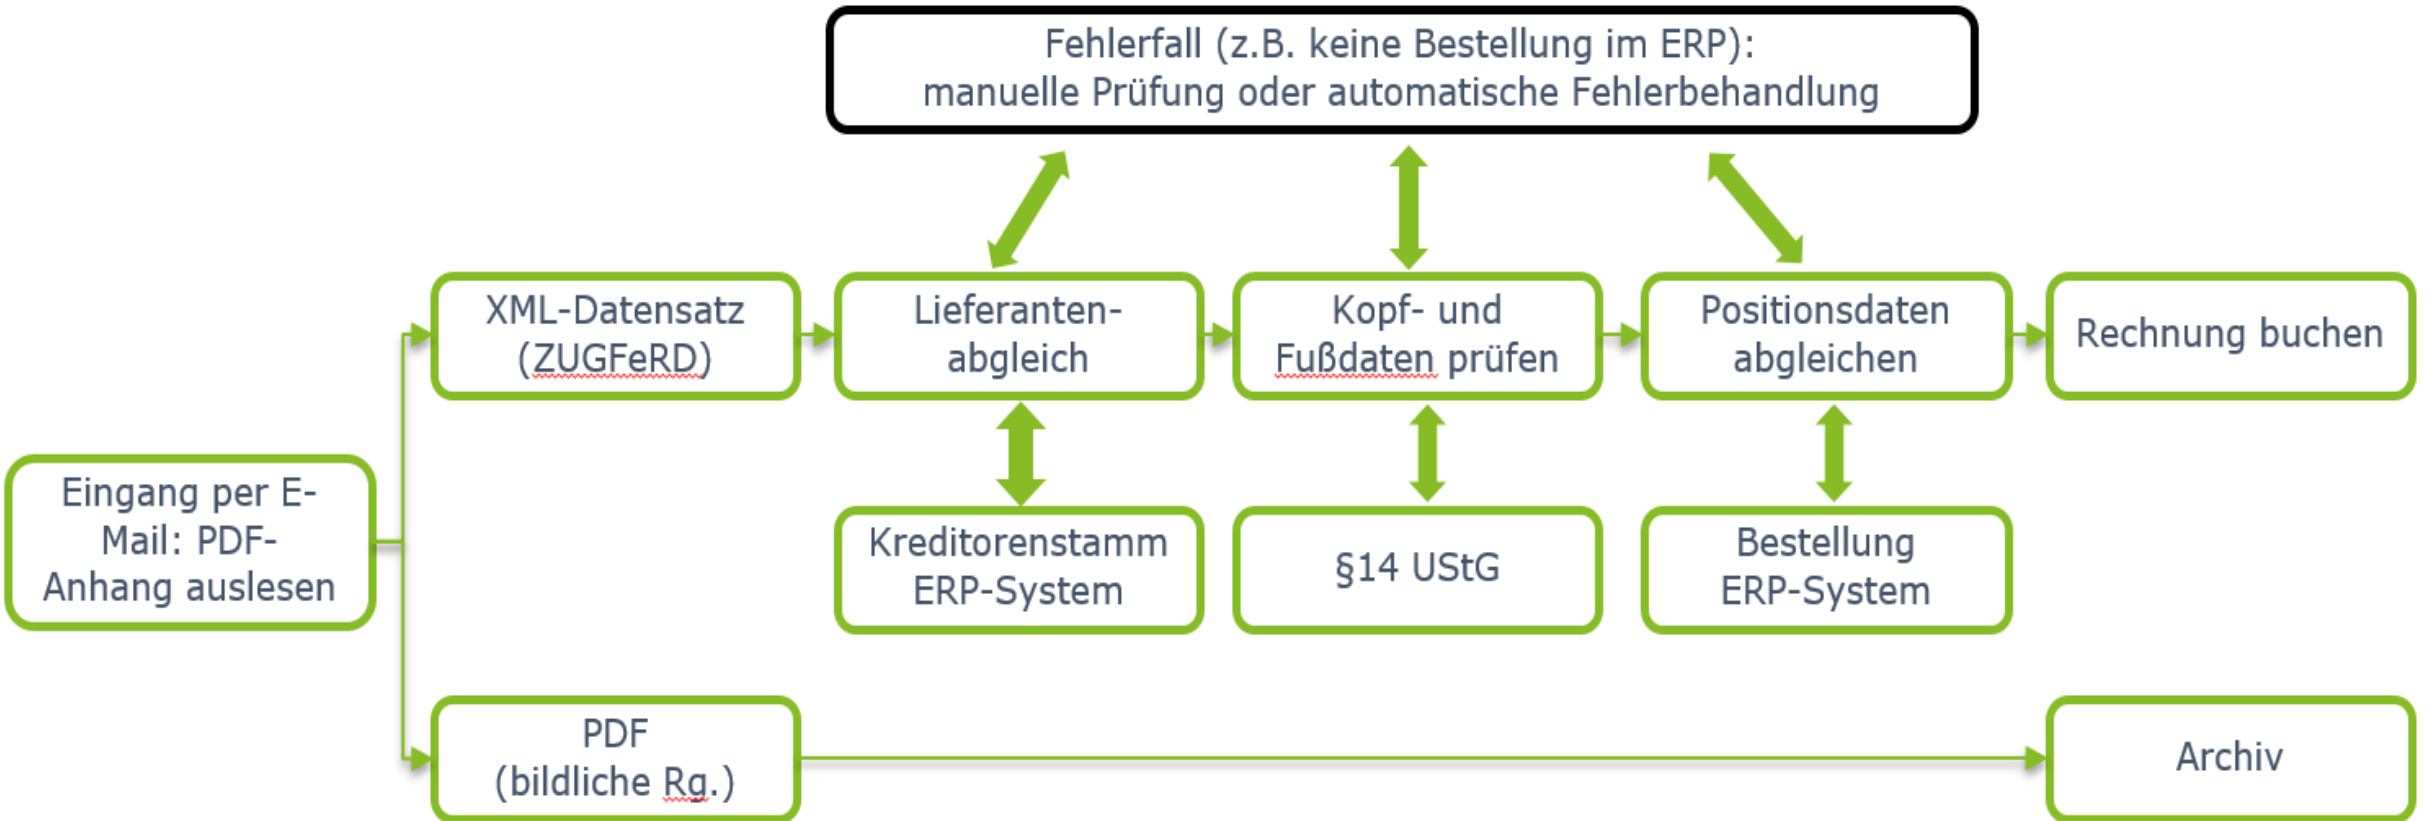 Fehlerfall (z.B. keine Bestellung im ERP):
manuelle Prüfung oder automatische Fehlerbehandlung
XML-Datensatz
(ZUGFeRD)
Lieferanten-
abgleich
Kopf- und
Fußdaten prüfen
Positionsdaten
abgleichen
Rechnung buchen
Eingang per E-
Mail: PDF-
Anhang auslesen
Kreditorenstamm
ERP-System
§14 UStG
Bestellung
ERP-System
PDF
(bildliche Rg.)
Archiv